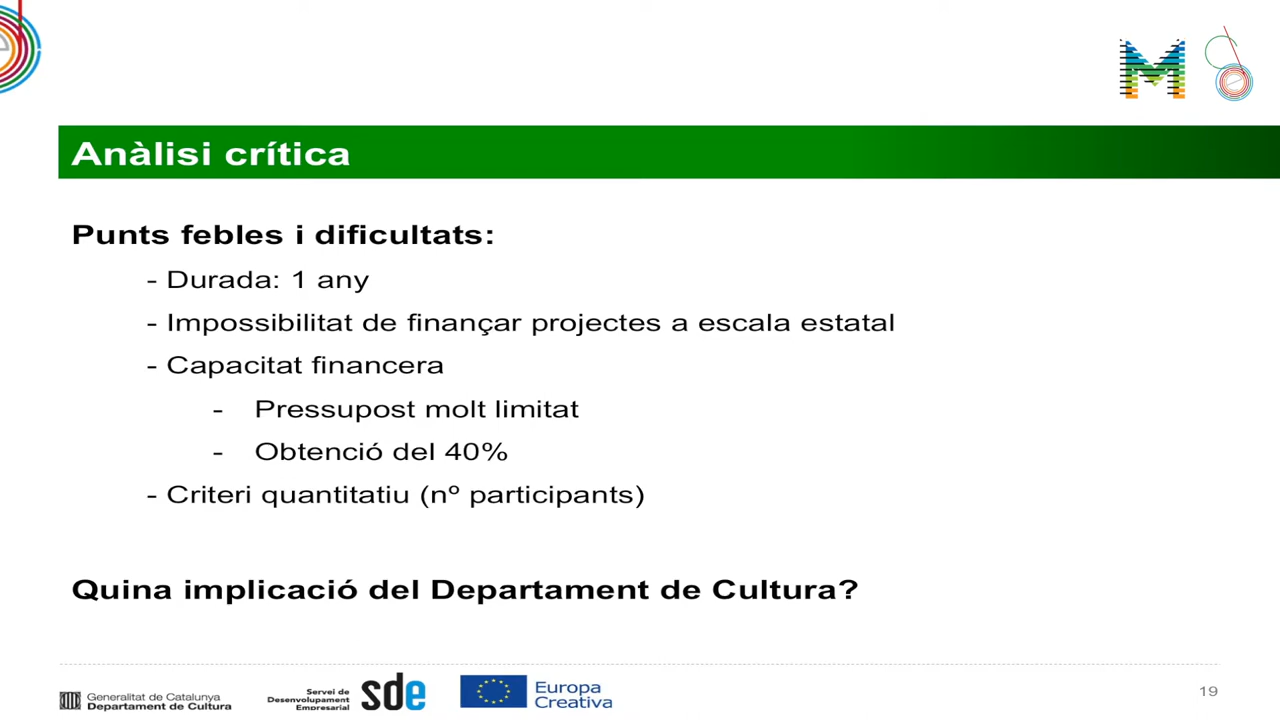 Anàlisi crítica
Punts febles i dificultats:
- Durada: 1 any
- Impossibilitat de finançar projectes a escala estatal
- Capacitat financera
- Pressupost molt limitat
- Obtenció del 40%
- Criteri quantitatiu (nº participants)
Quina implicació del Departament de Cultura?
Generalitat de Catalunya
Departament de Cultura
Servei de
Desenvolupament
Empresarial
sde
Europa
Creativa
19